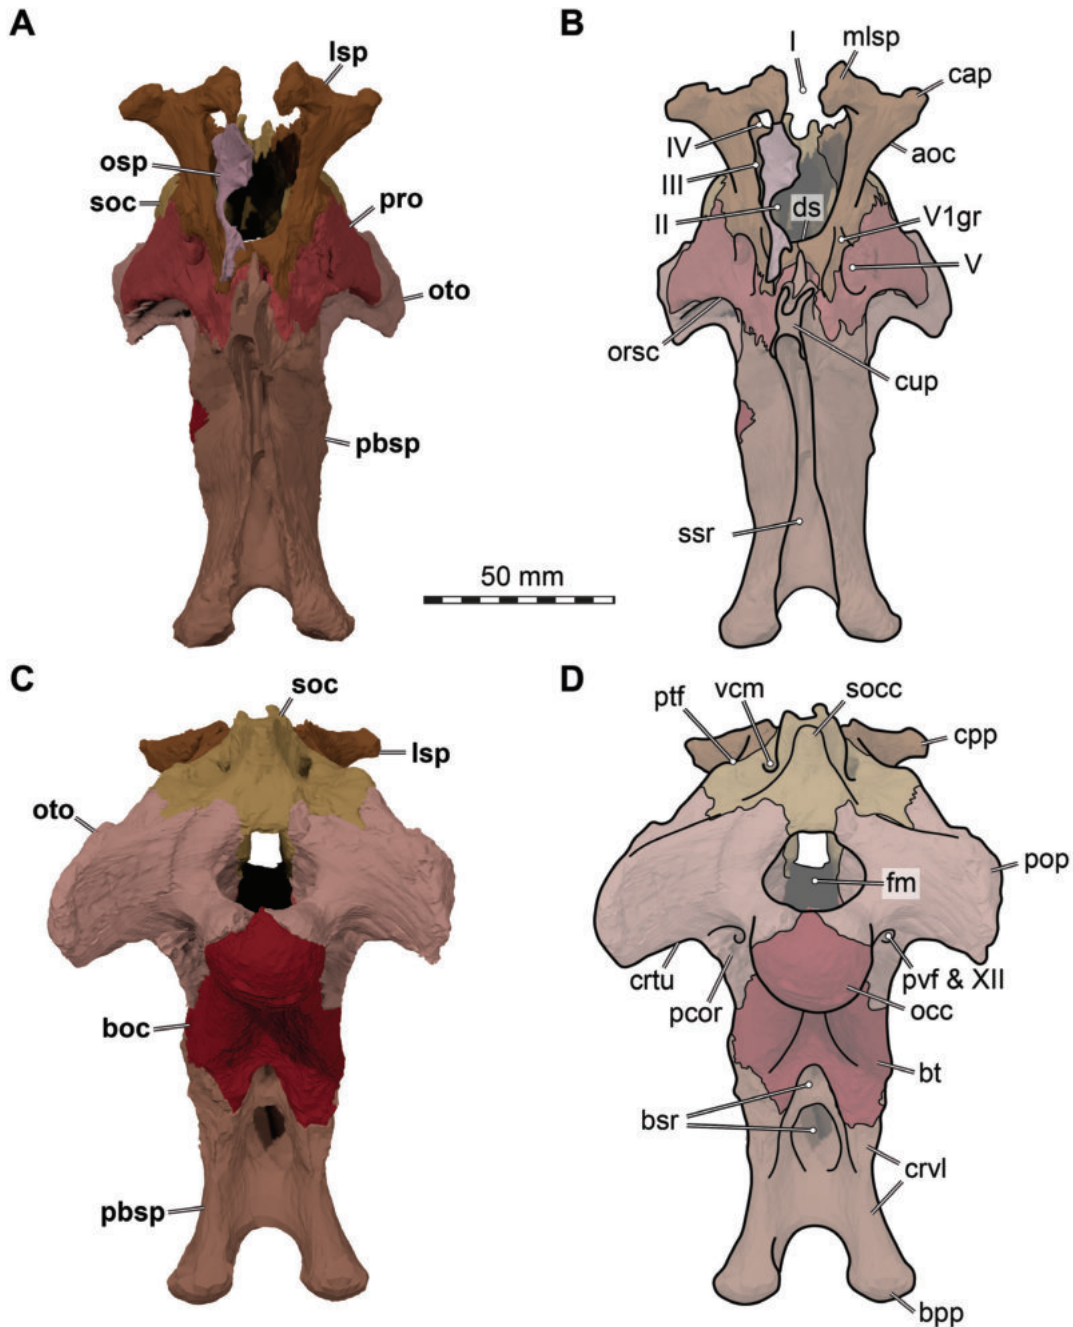 A
lsp
osp
soc
pro
oto
pbsp
50 mm
B
I
mlsp
cap
IV
aoc
III
II
ds
V1gr
V
orsc
cup
ssr
C
soc
lsp
oto
boc
pbsp
D
ptf
vcm
socc
cpp
pop
fm
crtu
pcor
pvf & XII
occ
bt
bsr
crvl
bpp